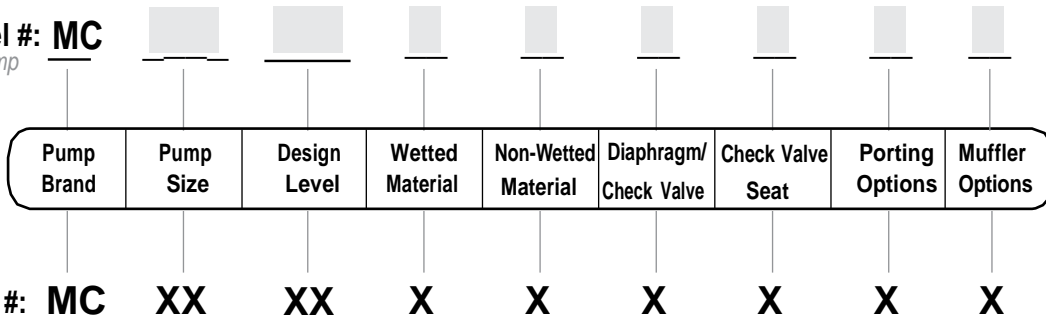 el #: MC
mp
Pump Pump Design Wetted Non-Wetted Diaphragm/ Check Valve Porting Muffler
Brand Size Level Material Material Check Valve Seat Options Options
#: MC XX XX X X X X X X